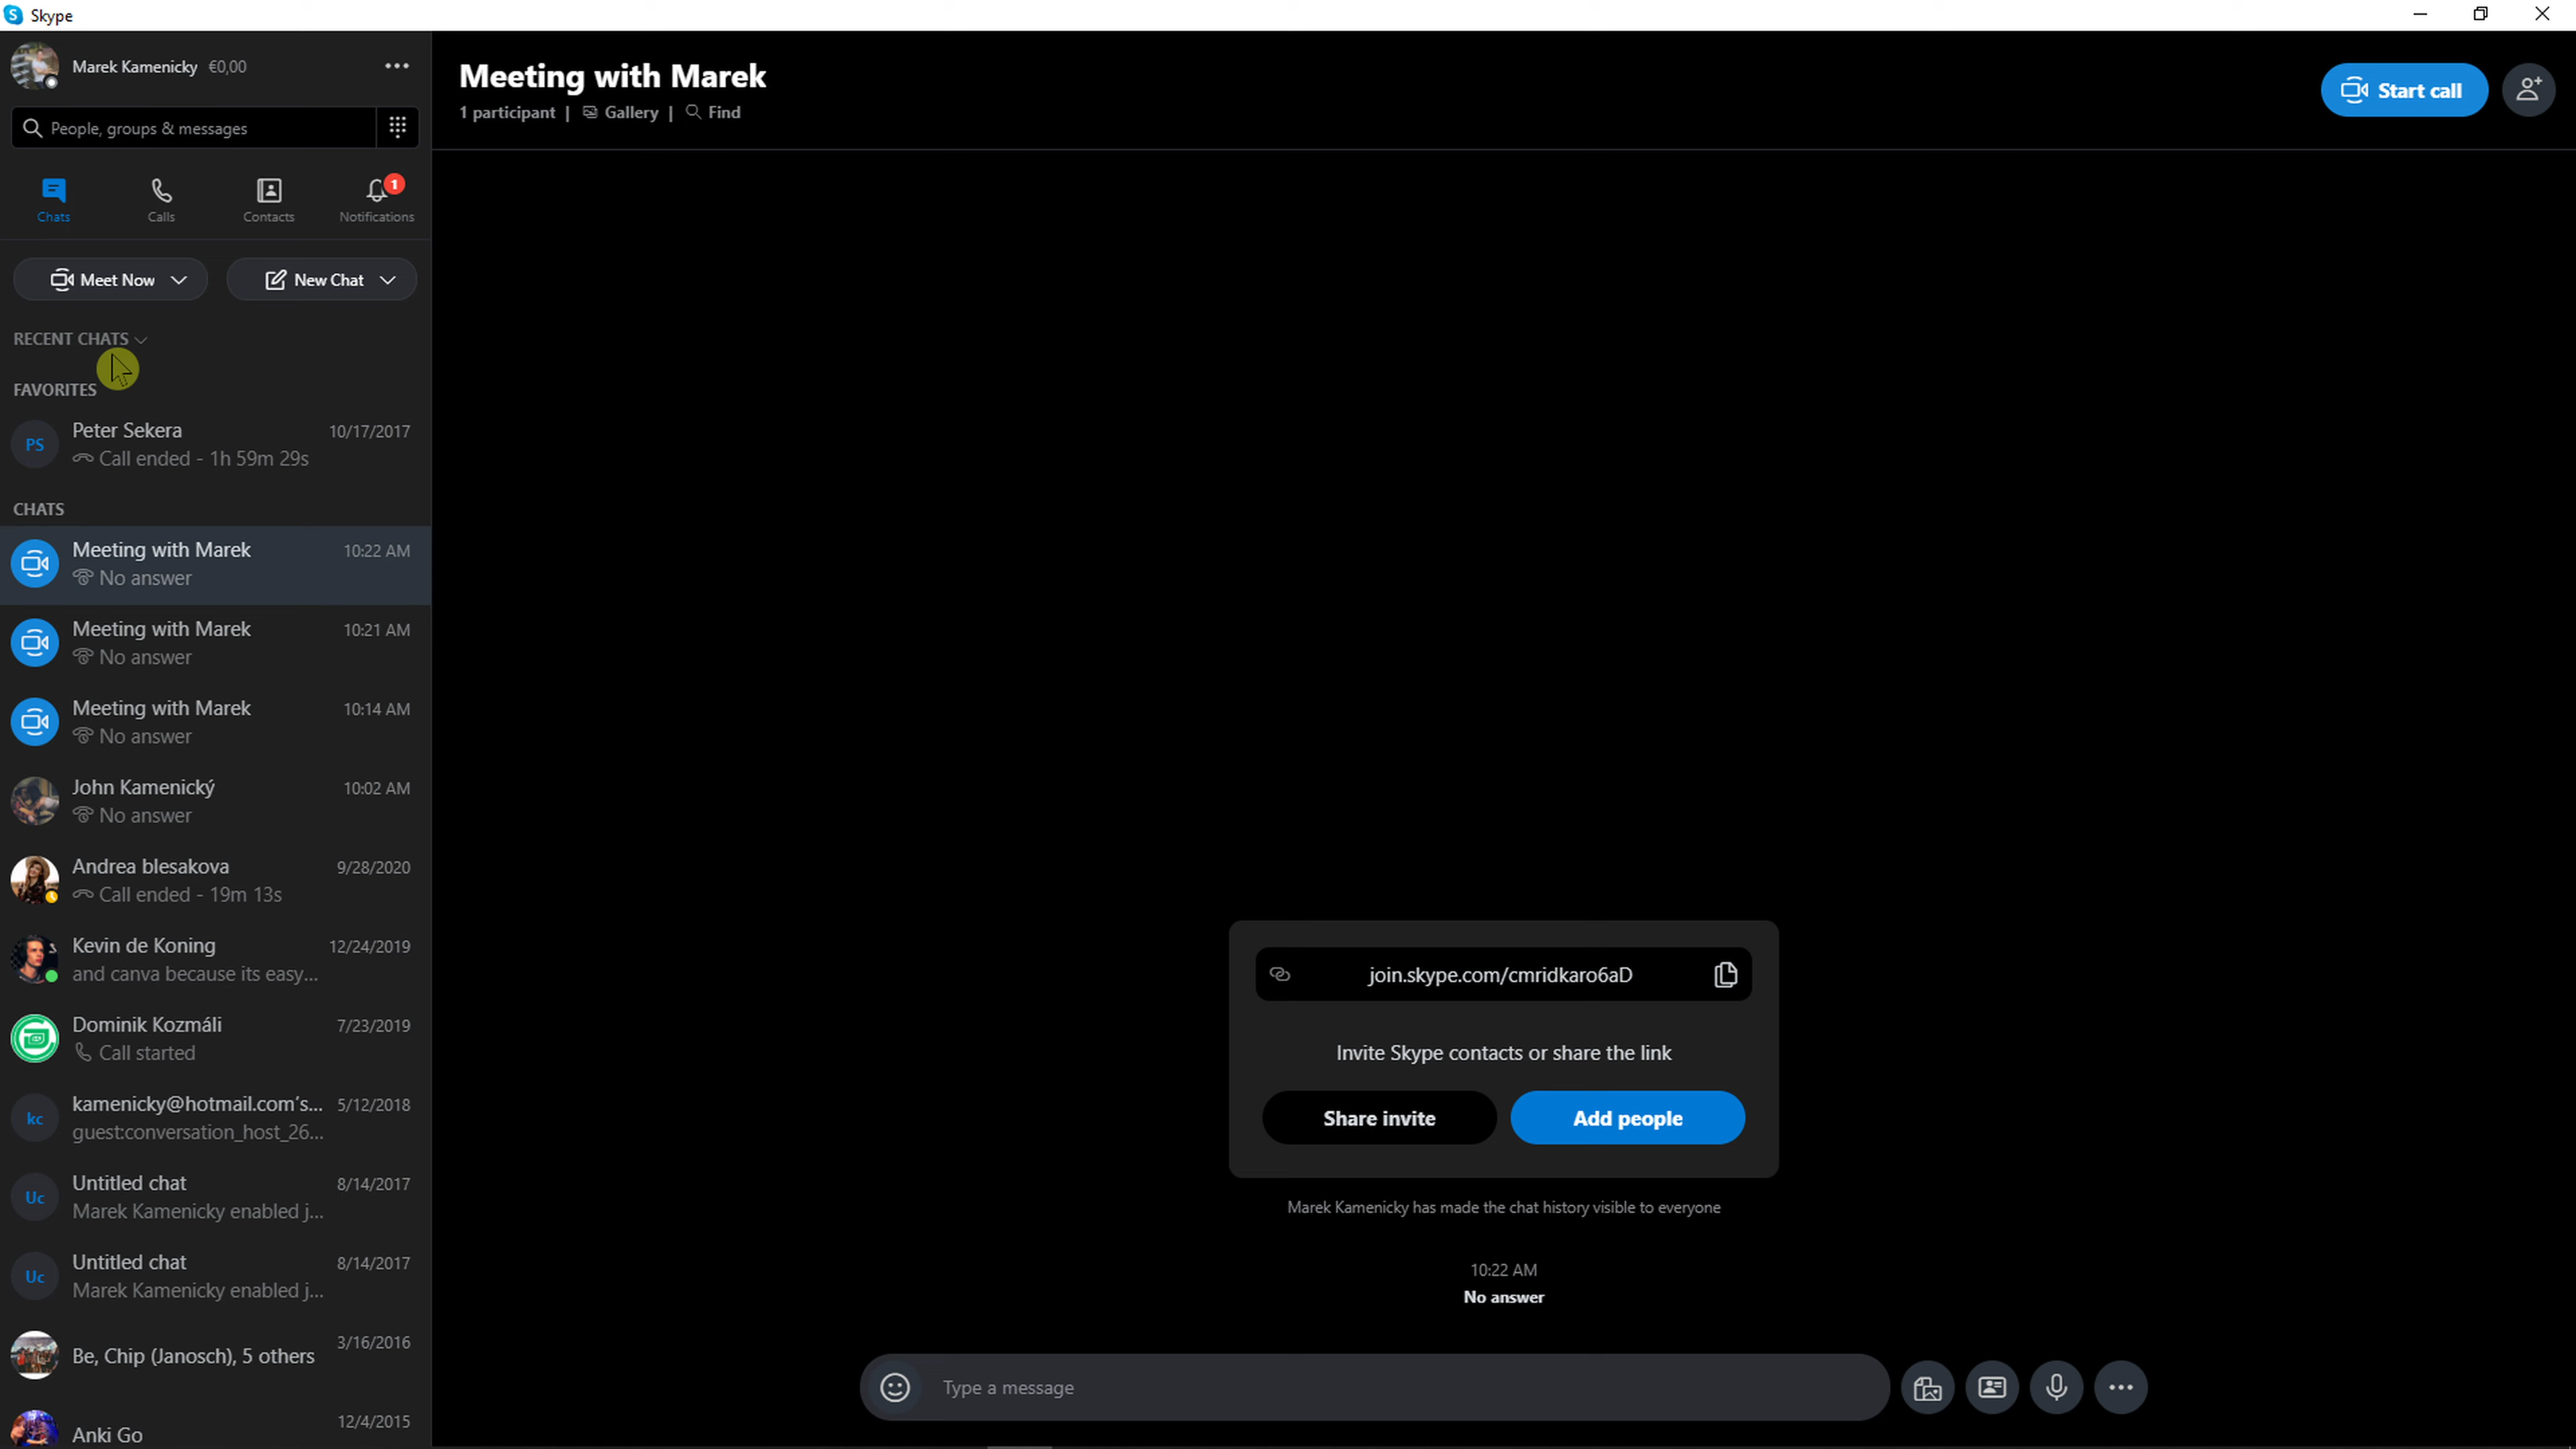 Skype
Marek Kamenicky €0,00
People, groups & messages
Chats
Calls
Contacts
Notifications
1
Meet Now
New Chat
RECENT CHATS
FAVORITES
PS
Peter Sekera 10/17/2017
Call ended - 1h 59m 29s
CHATS
Meeting with Marek 10:22 AM
No answer
Meeting with Marek 10:21 AM
No answer
Meeting with Marek 10:14 AM
No answer
John Kamenický 10:02 AM
No answer
Andrea blesakova 9/28/2020
Call ended - 19m 13s
Kevin de Koning 12/24/2019
and canva because its easy...
Dominik Kozmáli 7/23/2019
Call started
kc
kamenicky@hotmail.com's... 5/12/2018
guest:conversation_host_26...
Uc
Untitled chat 8/14/2017
Marek Kamenicky enabled j...
Uc
Untitled chat 8/14/2017
Marek Kamenicky enabled j...
Be, Chip (Janosch), 5 others 3/16/2016
Anki Go 12/4/2015
Meeting with Marek
1 participant | Gallery | Find
Start call
join.skype.com/cmridkaro6aD
Invite Skype contacts or share the link
Share invite
Add people
Marek Kamenicky has made the chat history visible to everyone
10:22 AM
No answer
Type a message